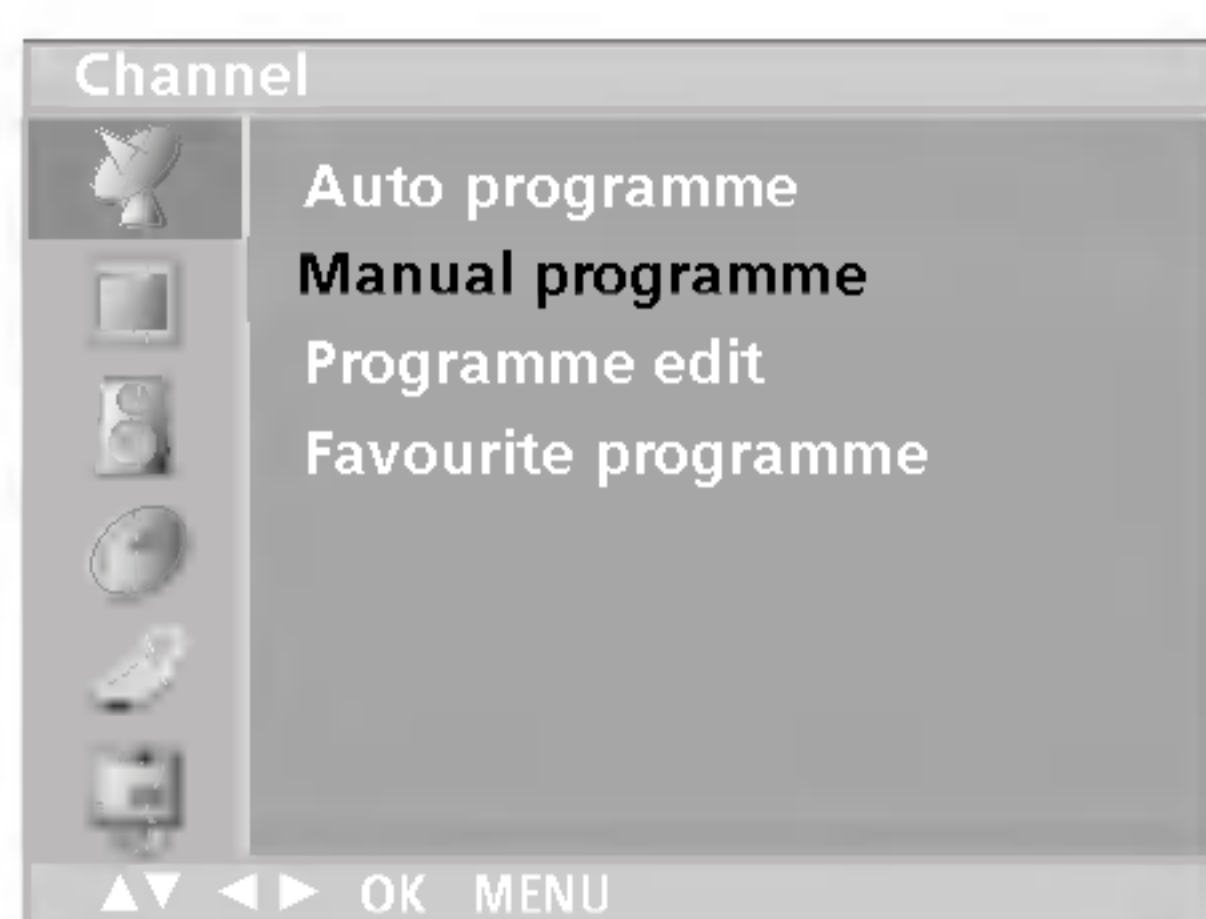 Channel
Auto programme
Manual programme
Programme edit
Favourite programme
▲▼ ◀ ▶ OK MENU